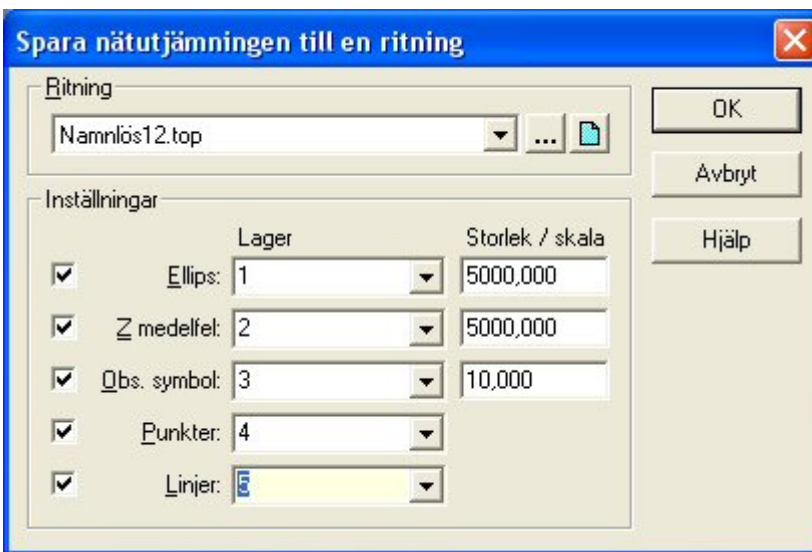 Spara nätutjämningen till en ritning
Ritning
Namnlös12.top
...
OK
Avbryt
Hjälp
Inställningar
Lager Storlek / skala
Ellips: 1 5000,000
Z medelfel: 2 5000,000
Obs. symbol: 3 10,000
Punkter: 4
Linjer: 5